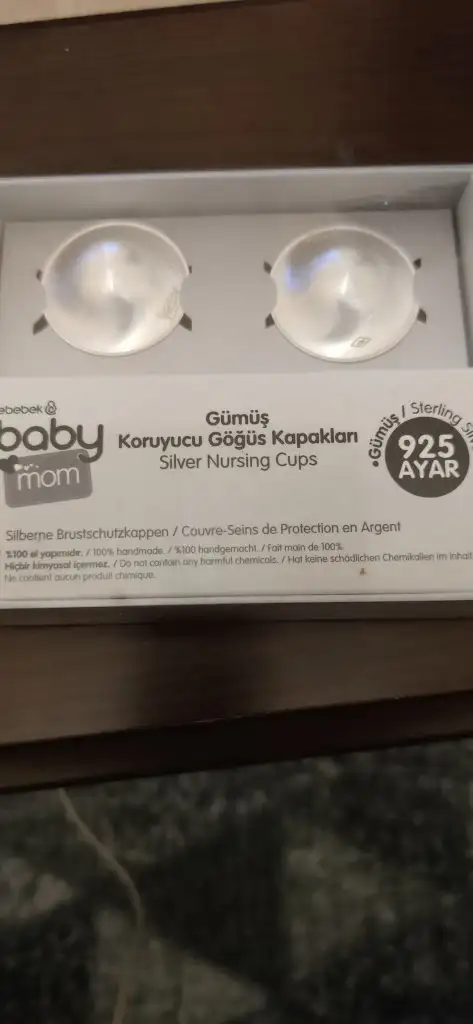 ebebek
baby
mom
Gümüş
Koruyucu Göğüs Kapakları
Silver Nursing Cups
Gümüş / Sterling
925
AYAR
Silberne Brustschutzkappen / Couvre-Seins de Protection en Argent
%100 el yapımıdır. / 100% handmade. / %100 handgemacht. / Fait main de 100%.
Hiçbir kimyasal içermez. / Do not contain any harmful chemicals. / Hat keine schädlichen Chemikalien im Inhalt
Ne contient aucun produit chimique.